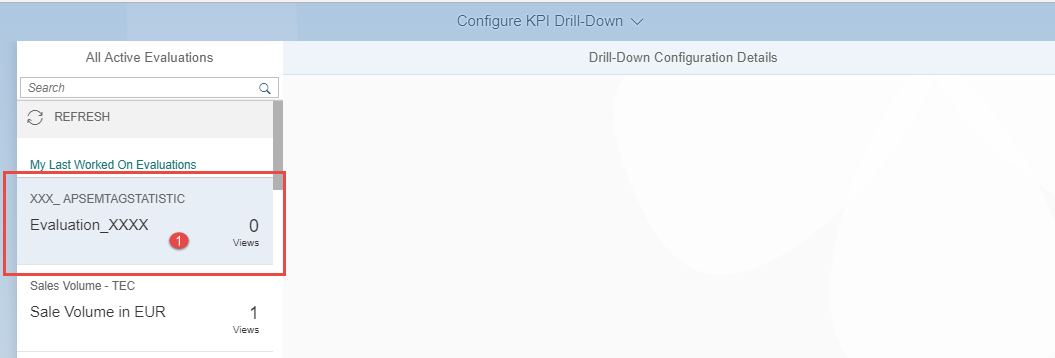 Configure KPI Drill-Down
All Active Evaluations
Drill-Down Configuration Details
Search
REFRESH
My Last Worked On Evaluations
XXX_ APSEMTAGSTATISTIC
Evaluation_XXXX
0
Views
1
Sales Volume - TEC
Sale Volume in EUR
1
Views